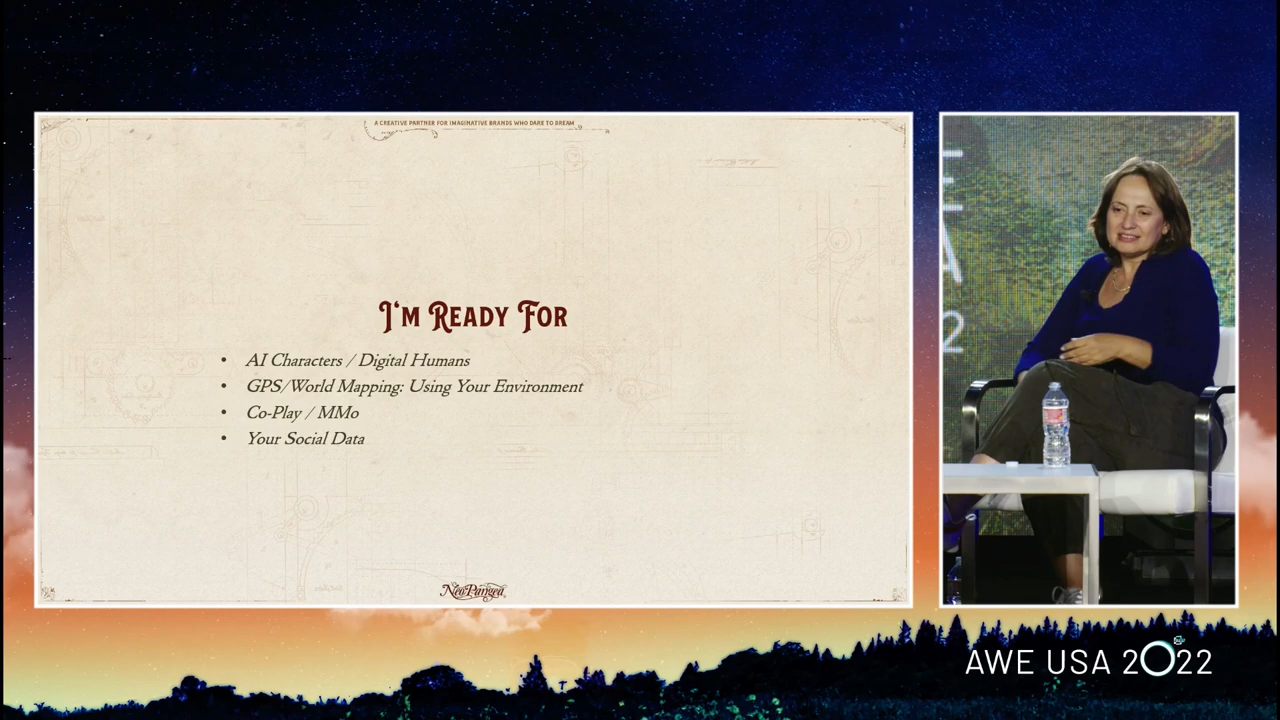 A CREATIVE PARTNER FOR IMAGINATIVE BRANDS WHO DARE TO DREAM
I'm Ready For
• AI Characters / Digital Humans
• GPS/World Mapping: Using Your Environment
• Co-Play / MMo
• Your Social Data
NeoPangea
E
A
2
AWE USA 2022